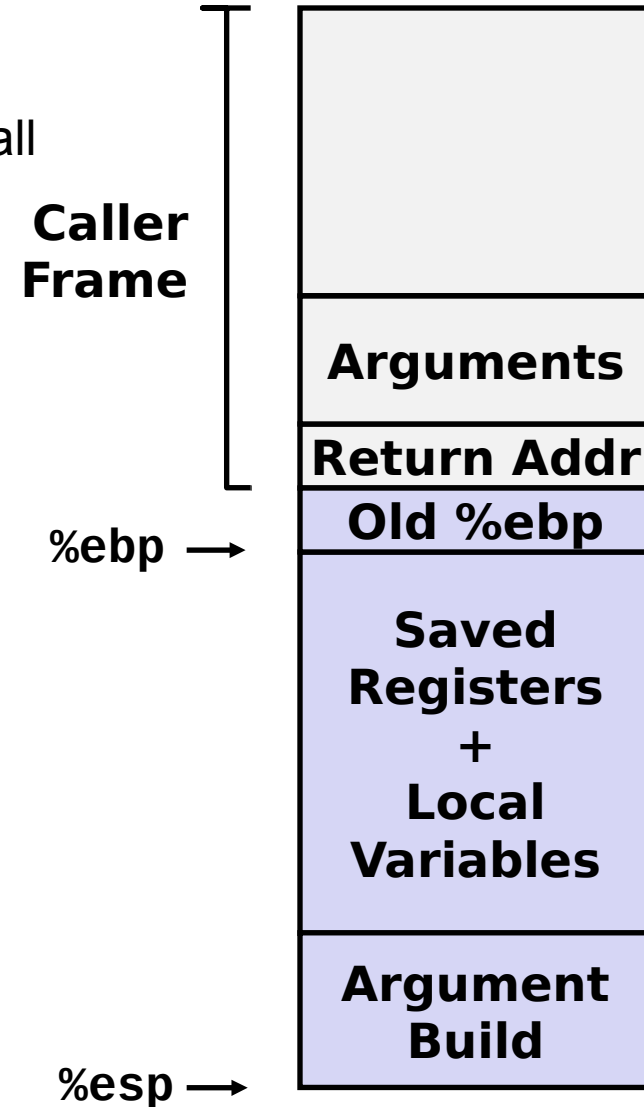 all
Caller
Frame
Arguments
Return Addr
Old %ebp
%ebp
Saved
Registers
+
Local
Variables
Argument
Build
%esp